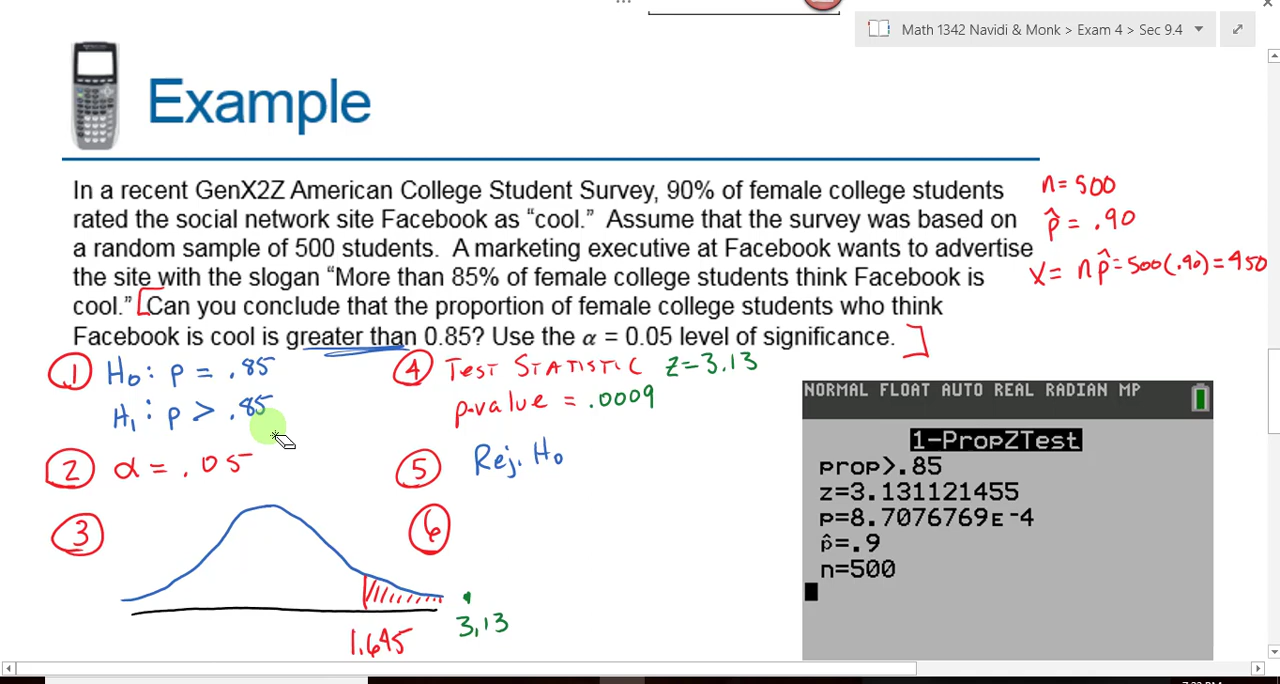 Math 1342 Navidi & Monk > Exam 4 > Sec 9.4
Example
In a recent GenX2Z American College Student Survey, 90% of female college students
rated the social network site Facebook as “cool.” Assume that the survey was based on
a random sample of 500 students. A marketing executive at Facebook wants to advertise
the site with the slogan “More than 85% of female college students think Facebook is
cool.” [Can you conclude that the proportion of female college students who think
Facebook is cool is greater than 0.85? Use the α = 0.05 level of significance. ]
n = 500
p̂ = .90
X = n p̂ = 500(.90) = 450
1 H₀: p = .85
H₁: p > .85
2 α = .05
3
1.645
3.13
4 TEST STATISTIC z = 3.13
p-value = .0009
5 Rej. H₀
6
NORMAL FLOAT AUTO REAL RADIAN MP
1-PropZTest
prop>.85
z=3.131121455
p=8.7076769E-4
p̂=.9
n=500